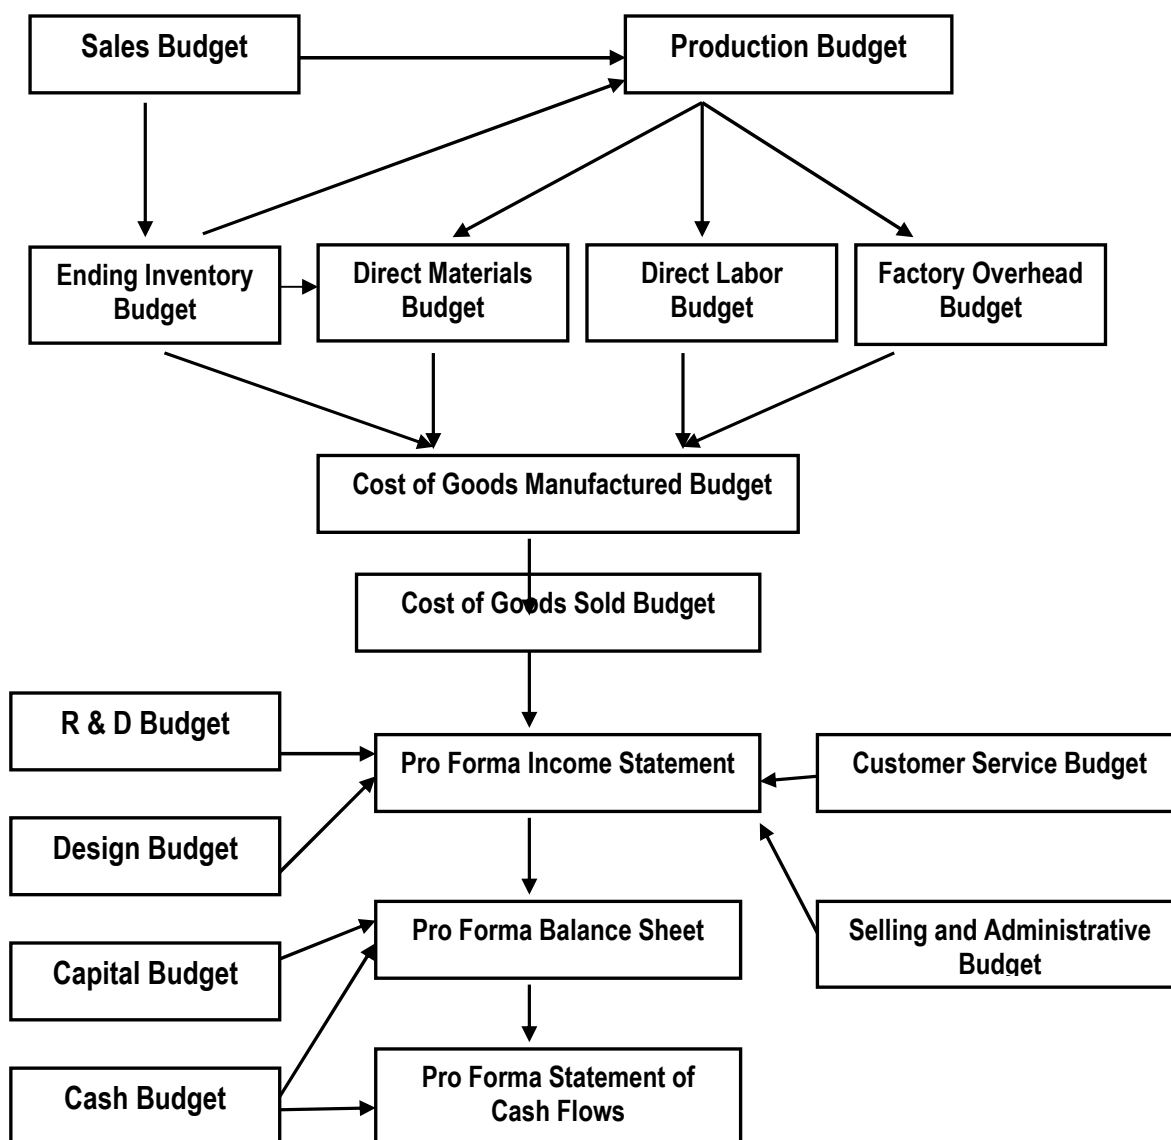 Sales Budget
Production Budget
Ending Inventory
Budget
Direct Materials
Budget
Direct Labor
Budget
Factory Overhead
Budget
Cost of Goods Manufactured Budget
Cost of Goods Sold Budget
R & D Budget
Pro Forma Income Statement
Customer Service Budget
Design Budget
Pro Forma Balance Sheet
Selling and Administrative
Budget
Capital Budget
Cash Budget
Pro Forma Statement of
Cash Flows